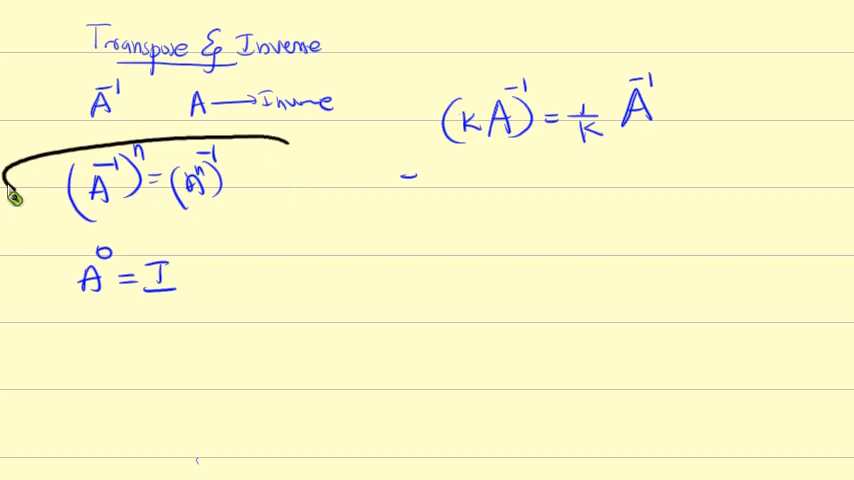 Transpose & Inverse
A⁻¹ A → Inverse
(kA⁻¹) = 1/k A⁻¹
(A⁻¹)ⁿ = (Aⁿ)⁻¹
A⁰ = I